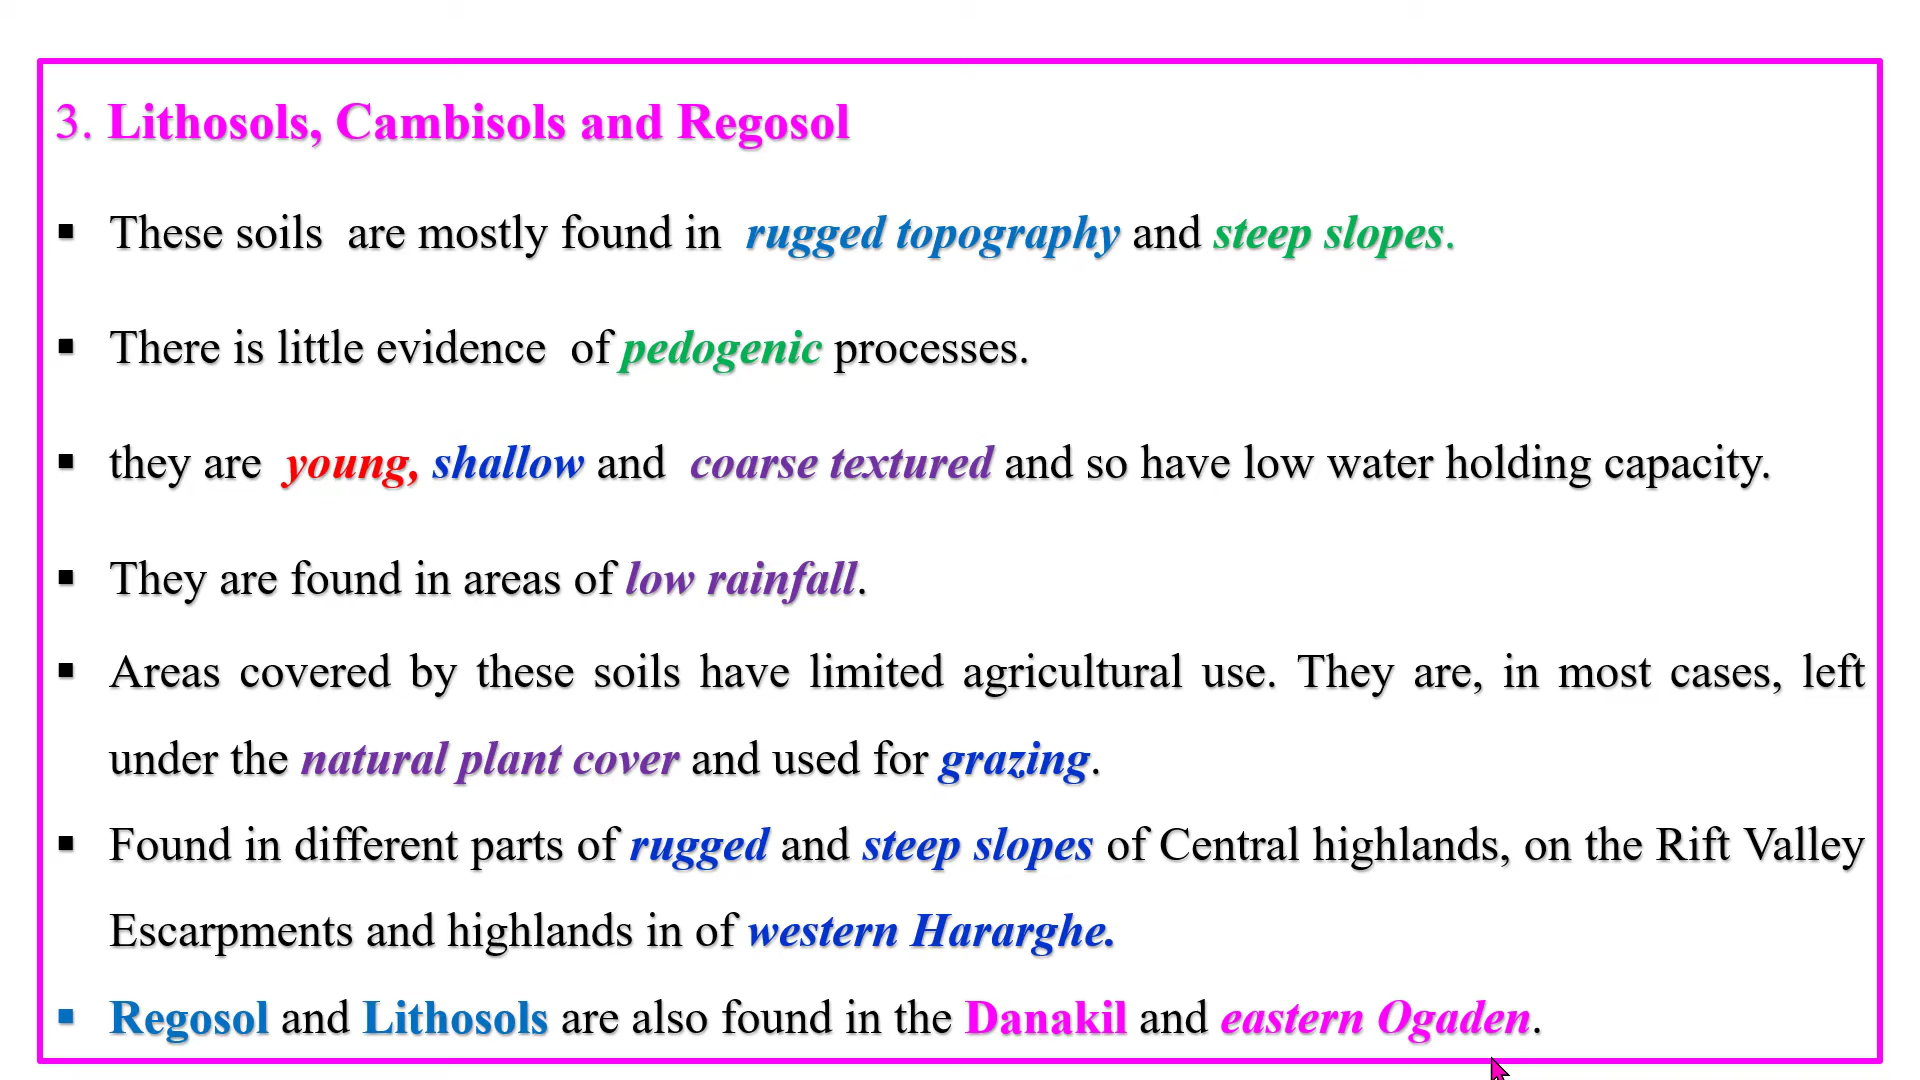 3. Lithosols, Cambisols and Regosol
▪ These soils are mostly found in rugged topography and steep slopes.
▪ There is little evidence of pedogenic processes.
▪ they are young, shallow and coarse textured and so have low water holding capacity.
▪ They are found in areas of low rainfall.
▪ Areas covered by these soils have limited agricultural use. They are, in most cases, left
under the natural plant cover and used for grazing.
▪ Found in different parts of rugged and steep slopes of Central highlands, on the Rift Valley
Escarpments and highlands in of western Hararghe.
▪ Regosol and Lithosols are also found in the Danakil and eastern Ogaden.